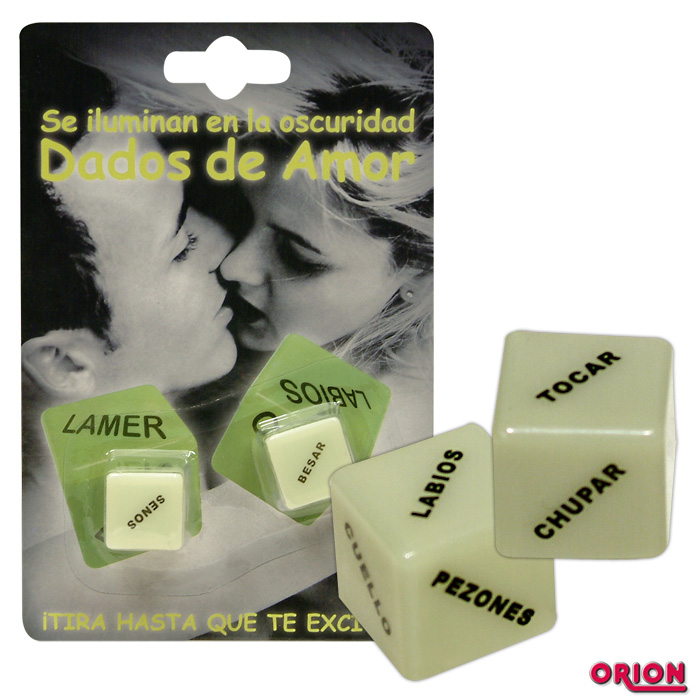 Se iluminan en la oscuridad
Dados de Amor
LAMER
LABIOS
SENOS
BESAR
TOCAR
CHUPAR
LABIOS
CUELLO
PEZONES
¡TIRA HASTA QUE TE
ORION